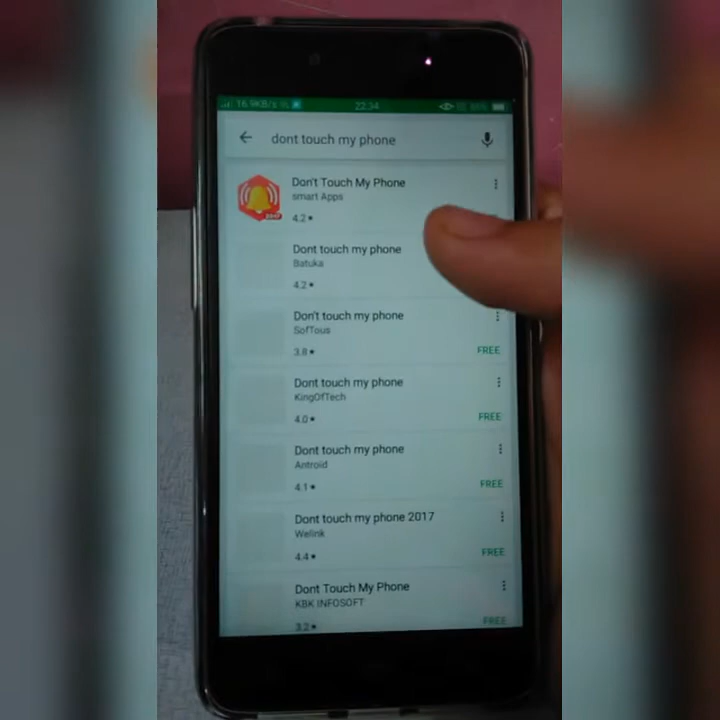 16.9KB/s
22:34
dont touch my phone
Don't Touch My Phone
smart Apps
4.2★
Dont touch my phone
Batuka
4.2★
Don't touch my phone
SofTous
3.8★
FREE
Dont touch my phone
KingOfTech
4.0★
FREE
Dont touch my phone
Antroid
4.1★
FREE
Dont touch my phone 2017
Welink
4.4★
FREE
Dont Touch My Phone
KBK INFOSOFT
3.2★
FREE